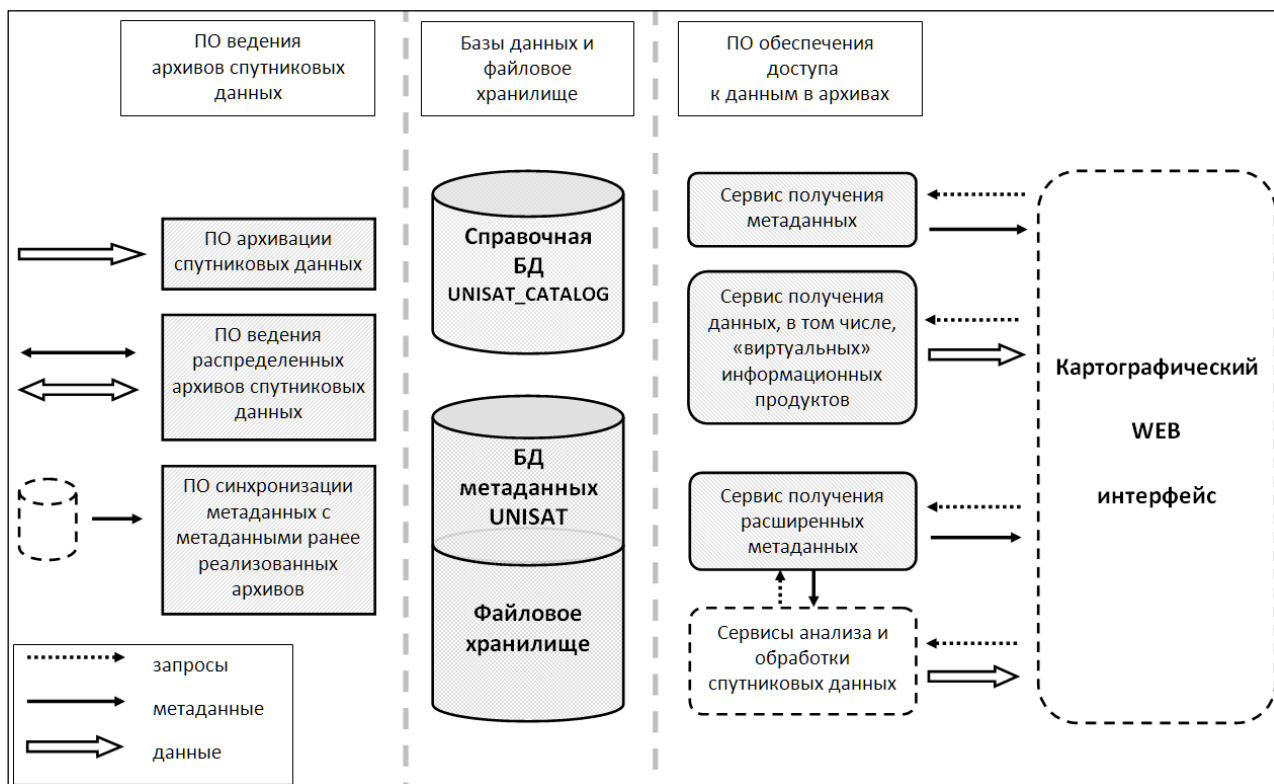 ПО ведения
архивов спутниковых
данных
Базы данных и
файловое
хранилище
ПО обеспечения
доступа
к данным в архивах
ПО архивации
спутниковых данных
ПО ведения
распределенных
архивов спутниковых
данных
ПО синхронизации
метаданных с
метаданными ранее
реализованных
архивов
запросы
метаданные
данные
Справочная
БД
UNISAT_CATALOG
БД
метаданных
UNISAT
Файловое
хранилище
Сервис получения
метаданных
Сервис получения
данных, в том числе,
«виртуальных»
информационных
продуктов
Сервис получения
расширенных
метаданных
Сервисы анализа и
обработки
спутниковых данных
Картографический
WEB
интерфейс